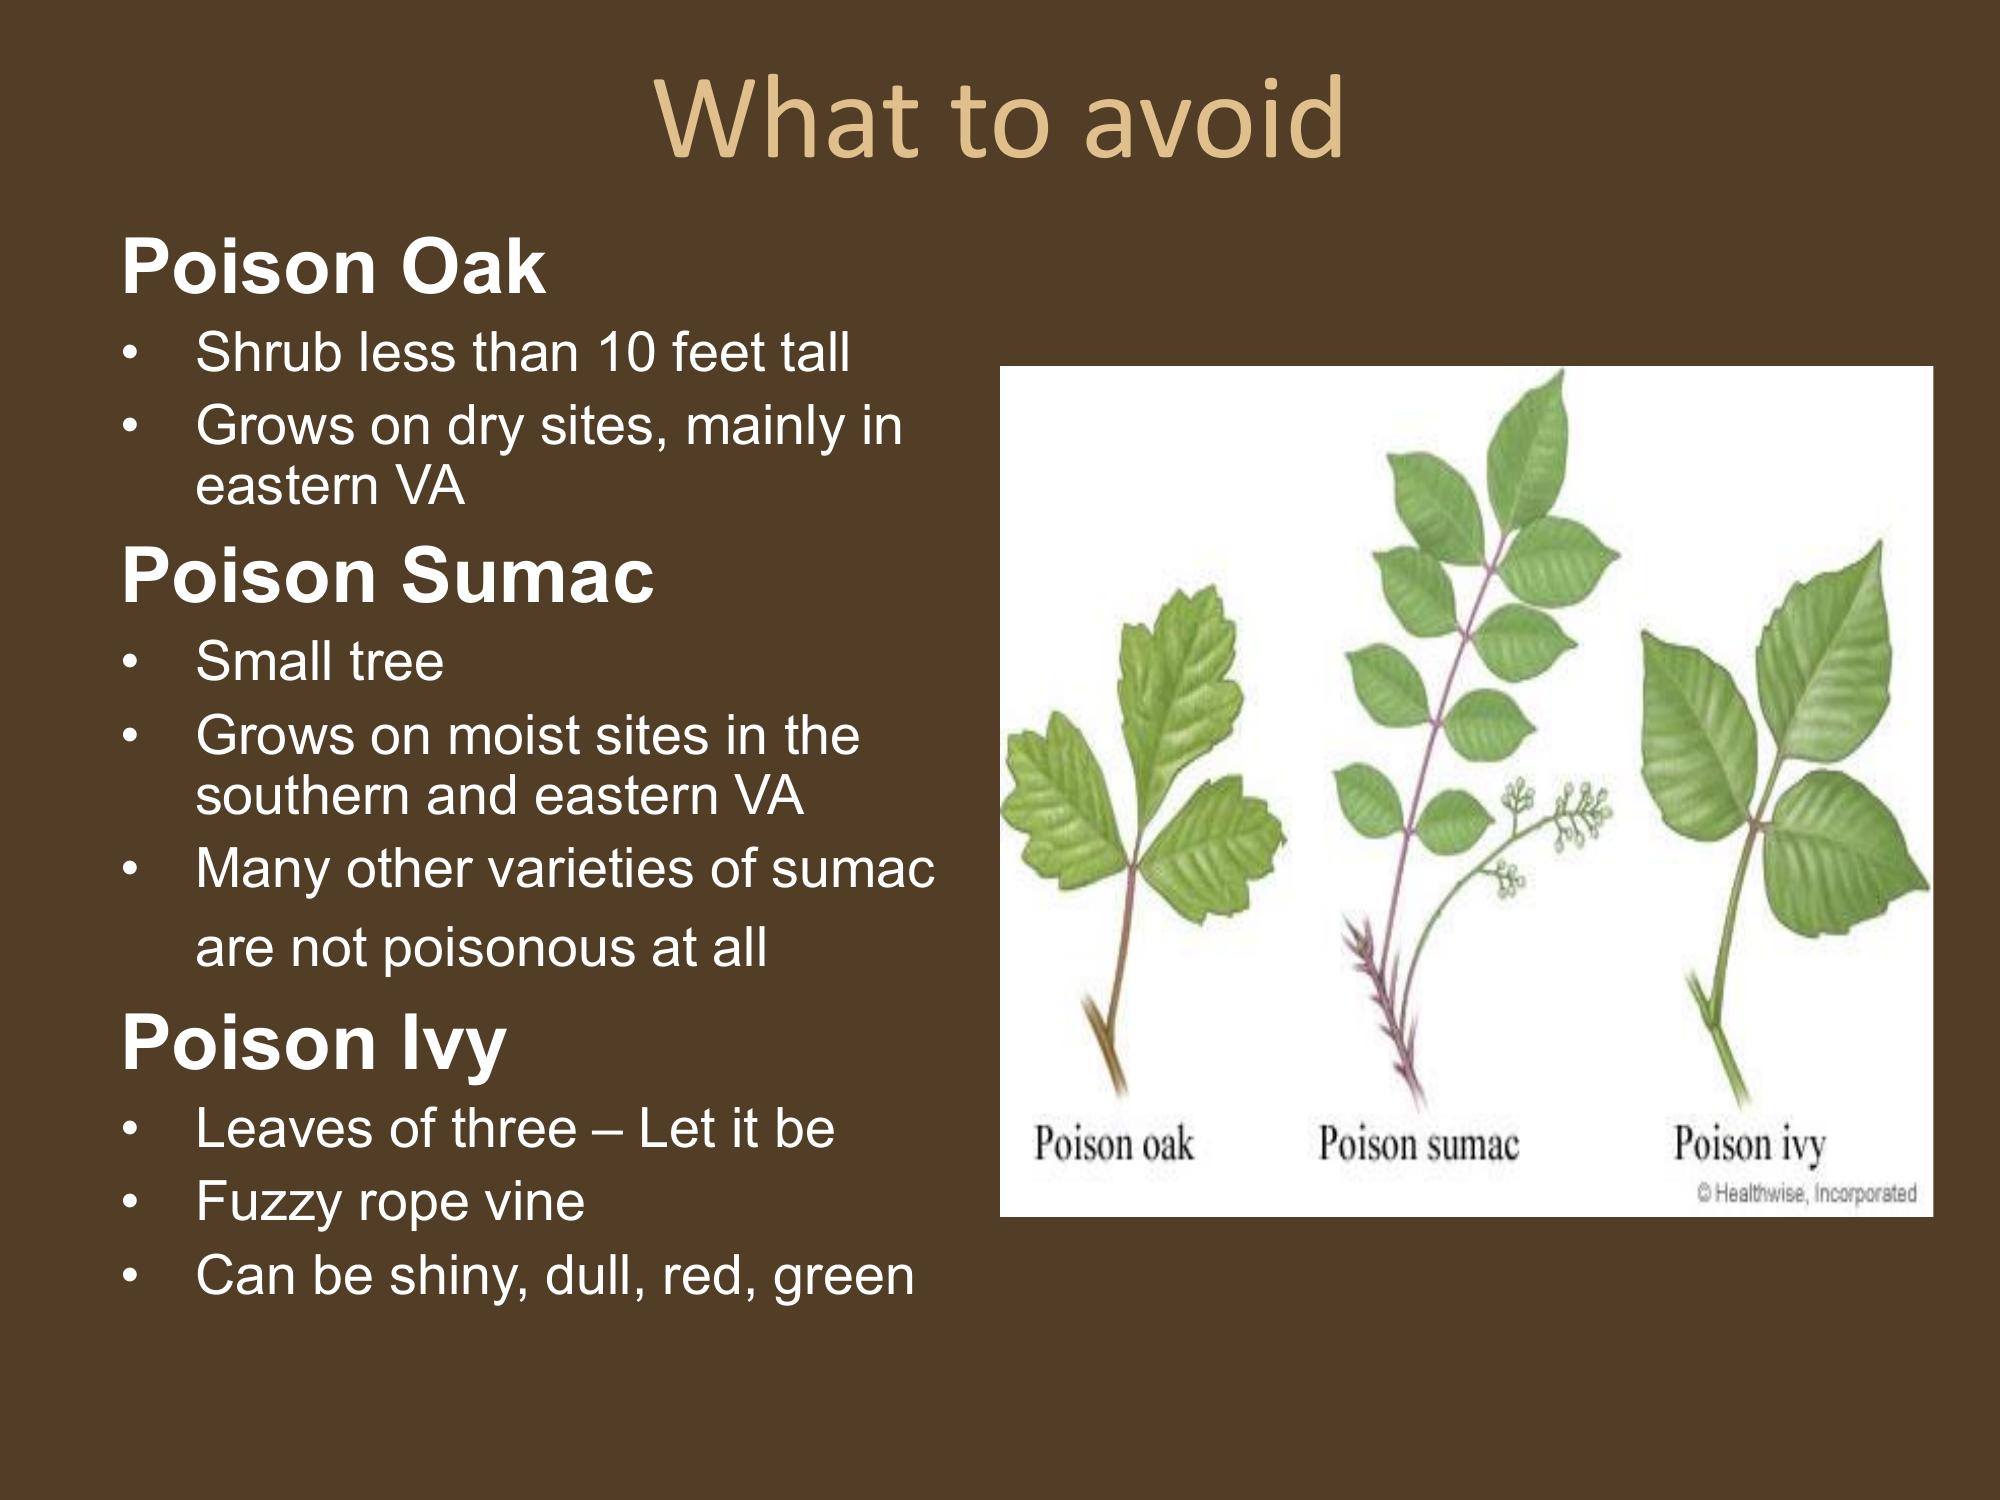 What to avoid
Poison Oak
• Shrub less than 10 feet tall
• Grows on dry sites, mainly in
eastern VA
Poison Sumac
• Small tree
• Grows on moist sites in the
southern and eastern VA
• Many other varieties of sumac
are not poisonous at all
Poison Ivy
• Leaves of three – Let it be
• Fuzzy rope vine
• Can be shiny, dull, red, green
Poison oak
Poison sumac
Poison ivy
© Healthwise, Incorporated